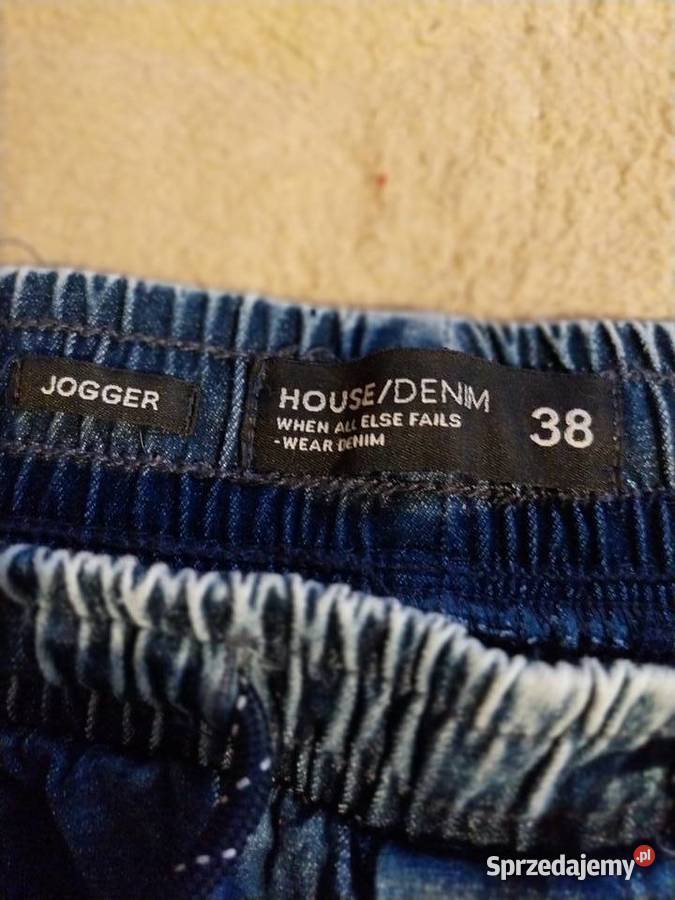 JOGGER
HOUSE/DENIM
WHEN ALL ELSE FAILS
-WEAR DENIM
38
Sprzedajemy.pl